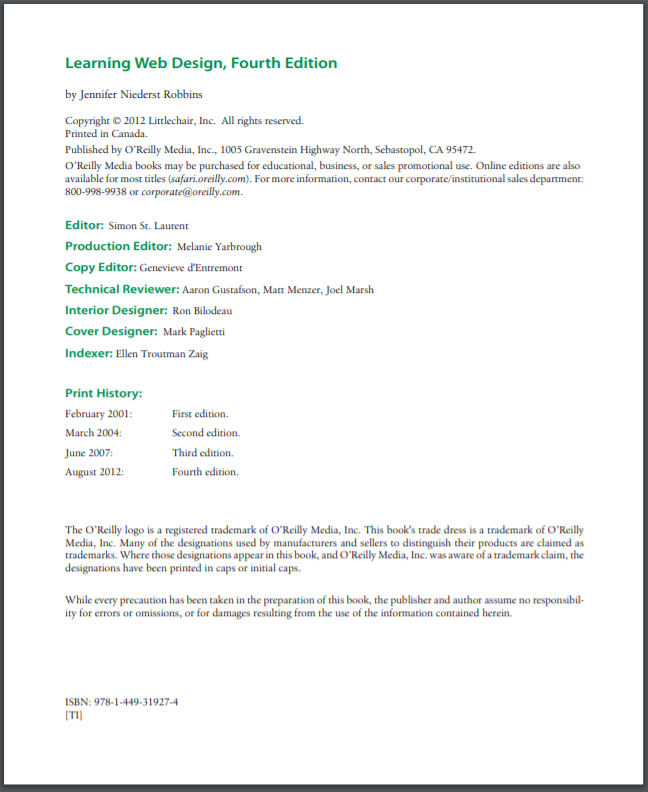 Learning Web Design, Fourth Edition
by Jennifer Niederst Robbins
Copyright © 2012 Littlechair, Inc. All rights reserved.
Printed in Canada.
Published by O’Reilly Media, Inc., 1005 Gravenstein Highway North, Sebastopol, CA 95472.
O’Reilly Media books may be purchased for educational, business, or sales promotional use. Online editions are also
available for most titles (safari.oreilly.com). For more information, contact our corporate/institutional sales department:
800-998-9938 or corporate@oreilly.com.
Editor: Simon St. Laurent
Production Editor: Melanie Yarbrough
Copy Editor: Genevieve d'Entremont
Technical Reviewer: Aaron Gustafson, Matt Menzer, Joel Marsh
Interior Designer: Ron Bilodeau
Cover Designer: Mark Paglietti
Indexer: Ellen Troutman Zaig
Print History:
February 2001: First edition.
March 2004: Second edition.
June 2007: Third edition.
August 2012: Fourth edition.
The O’Reilly logo is a registered trademark of O’Reilly Media, Inc. This book’s trade dress is a trademark of O’Reilly
Media, Inc. Many of the designations used by manufacturers and sellers to distinguish their products are claimed as
trademarks. Where those designations appear in this book, and O’Reilly Media, Inc. was aware of a trademark claim, the
designations have been printed in caps or initial caps.
While every precaution has been taken in the preparation of this book, the publisher and author assume no responsibil-
ity for errors or omissions, or for damages resulting from the use of the information contained herein.
ISBN: 978-1-449-31927-4
[TI]